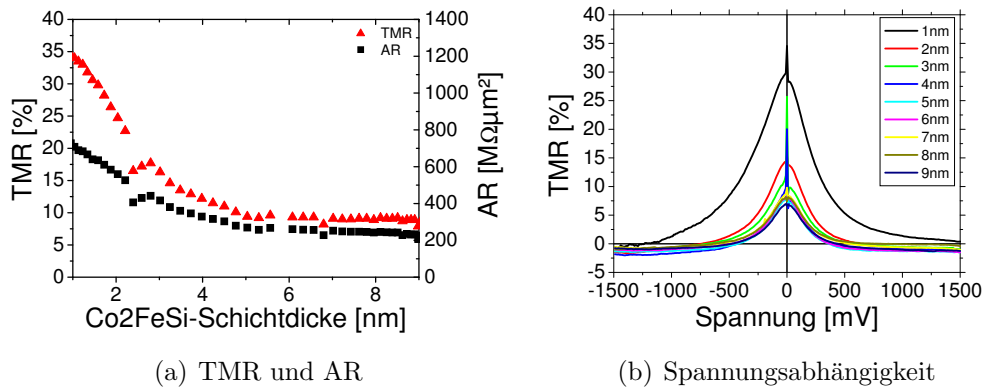 40
35
30
25
20
15
10
5
0
TMR [%]
1400
1200
1000
800
600
400
200
0
AR [MΩµm²]
TMR
AR
2 4 6 8
Co2FeSi-Schichtdicke [nm]
(a) TMR und AR
40
35
30
25
20
15
10
5
0
-5
TMR [%]
1nm
2nm
3nm
4nm
5nm
6nm
7nm
8nm
9nm
-1500 -1000 -500 0 500 1000 1500
Spannung [mV]
(b) Spannungsabhängigkeit